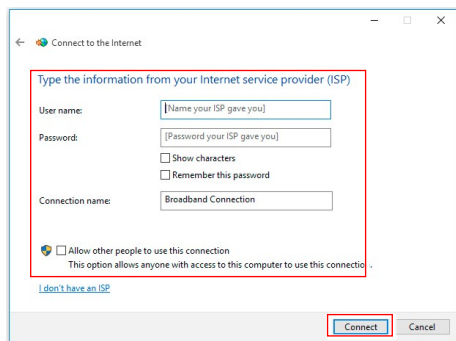 Connect to the Internet
Type the information from your Internet service provider (ISP)
User name: [Name your ISP gave you]
Password: [Password your ISP gave you]
Show characters
Remember this password
Connection name: Broadband Connection
Allow other people to use this connection
This option allows anyone with access to this computer to use this connection.
I don't have an ISP
Connect Cancel